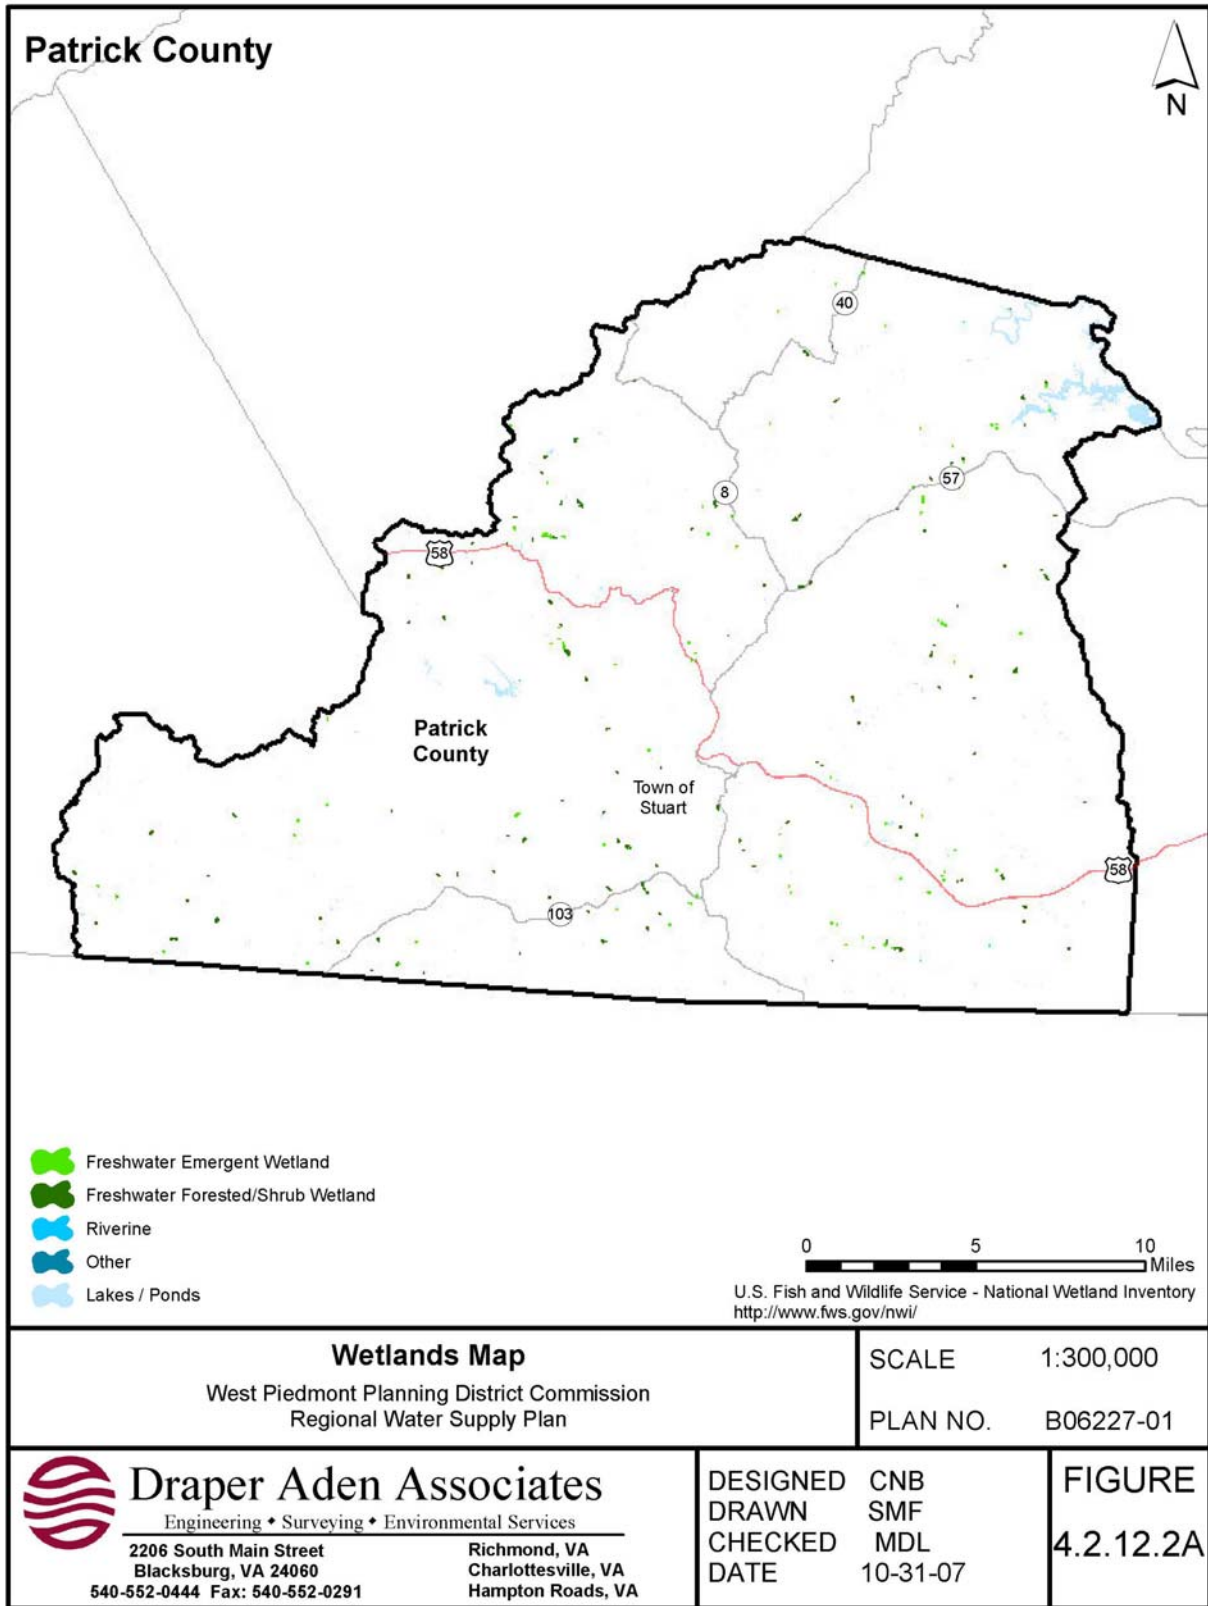 Patrick County
N
40
8
57
58
Patrick
County
Town of
Stuart
58
103
Freshwater Emergent Wetland
Freshwater Forested/Shrub Wetland
Riverine
Other
Lakes / Ponds
0 5 10
Miles
U.S. Fish and Wildlife Service - National Wetland Inventory
http://www.fws.gov/nwi/
Wetlands Map
West Piedmont Planning District Commission
Regional Water Supply Plan
SCALE 1:300,000
PLAN NO. B06227-01
Draper Aden Associates
Engineering ♦ Surveying ♦ Environmental Services
2206 South Main Street
Blacksburg, VA 24060
540-552-0444 Fax: 540-552-0291
Richmond, VA
Charlottesville, VA
Hampton Roads, VA
DESIGNED CNB
DRAWN SMF
CHECKED MDL
DATE 10-31-07
FIGURE
4.2.12.2A